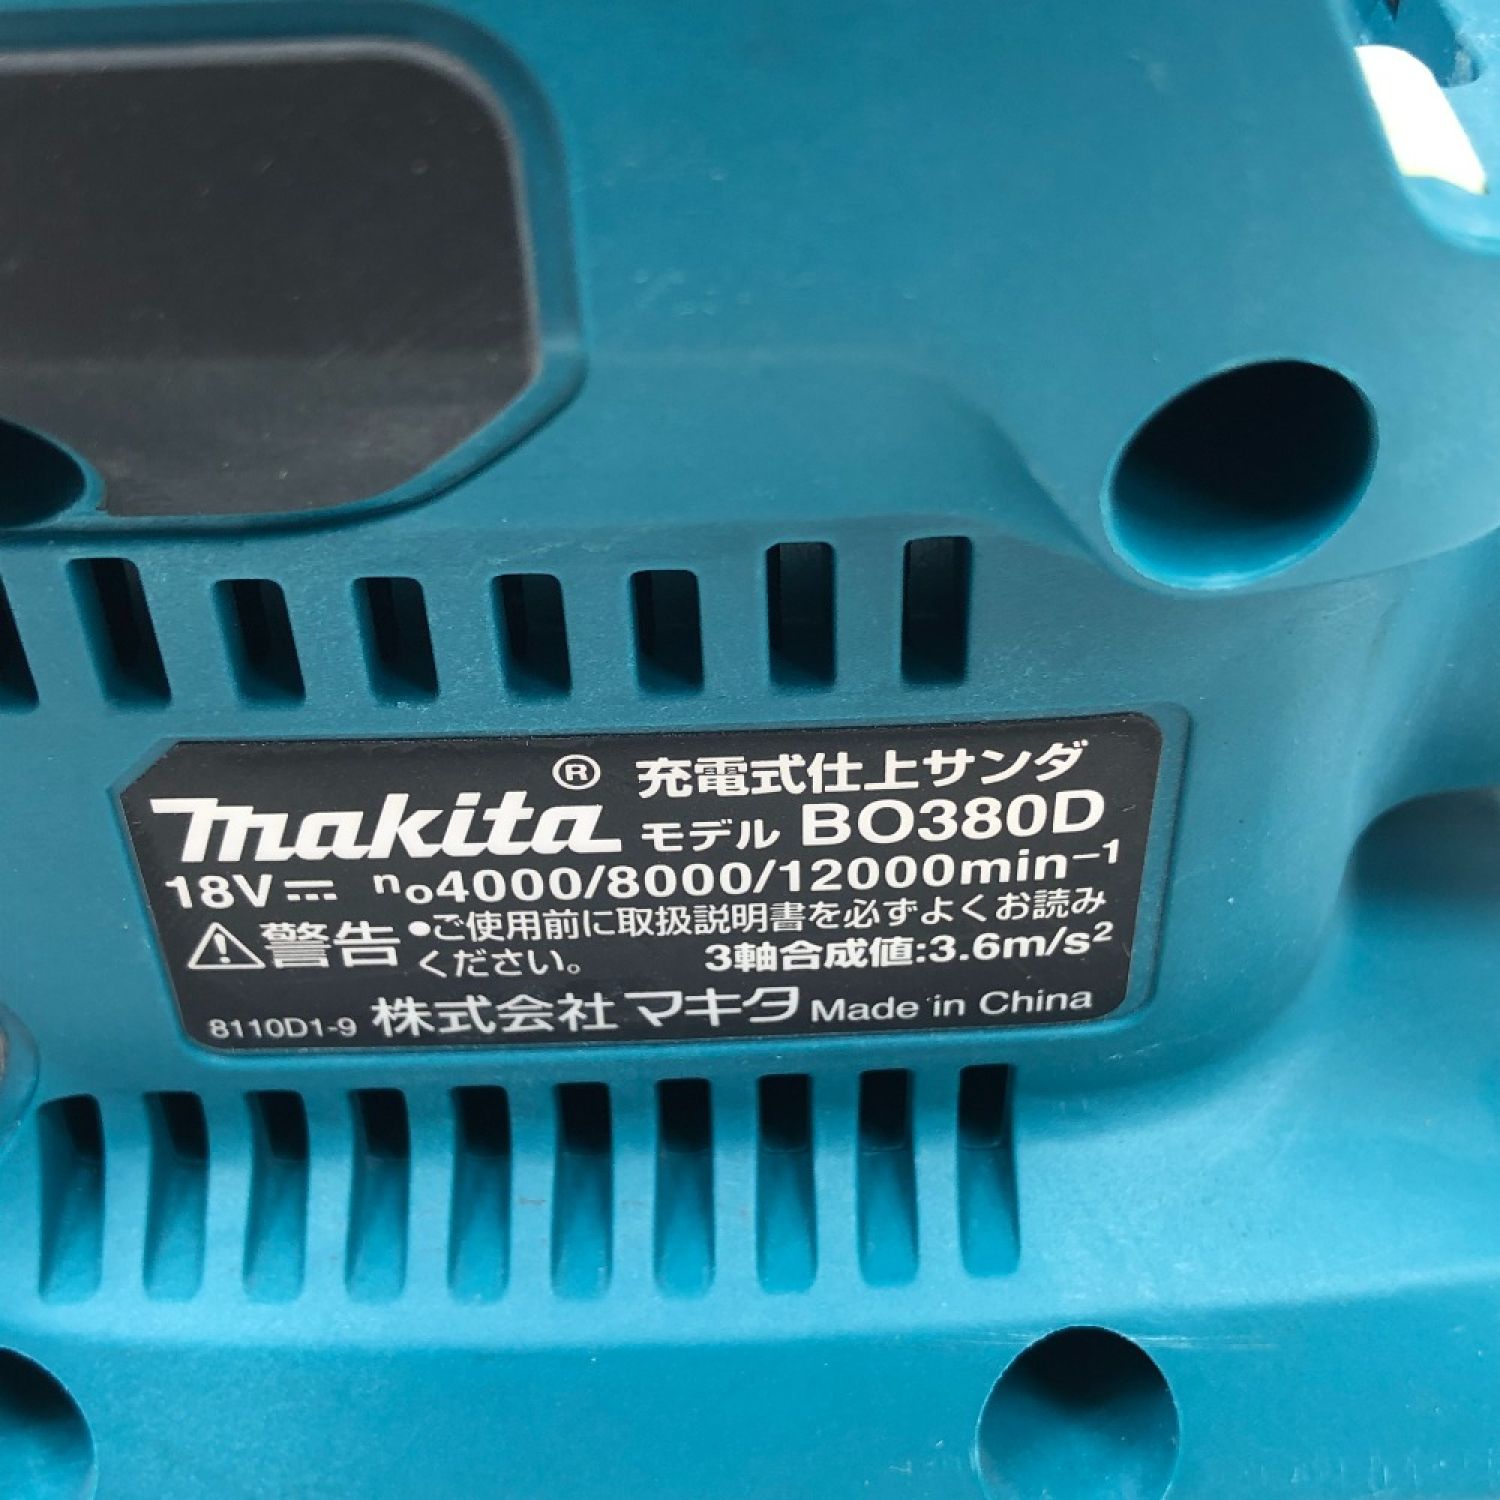 makita® 充電式仕上サンダ
モデル BO380D
18V⎓ n₀4000/8000/12000min⁻¹
⚠警告 •ご使用前に取扱説明書を必ずよくお読み
ください。 3軸合成値:3.6m/s²
8110D1-9 株式会社マキタ Made in China